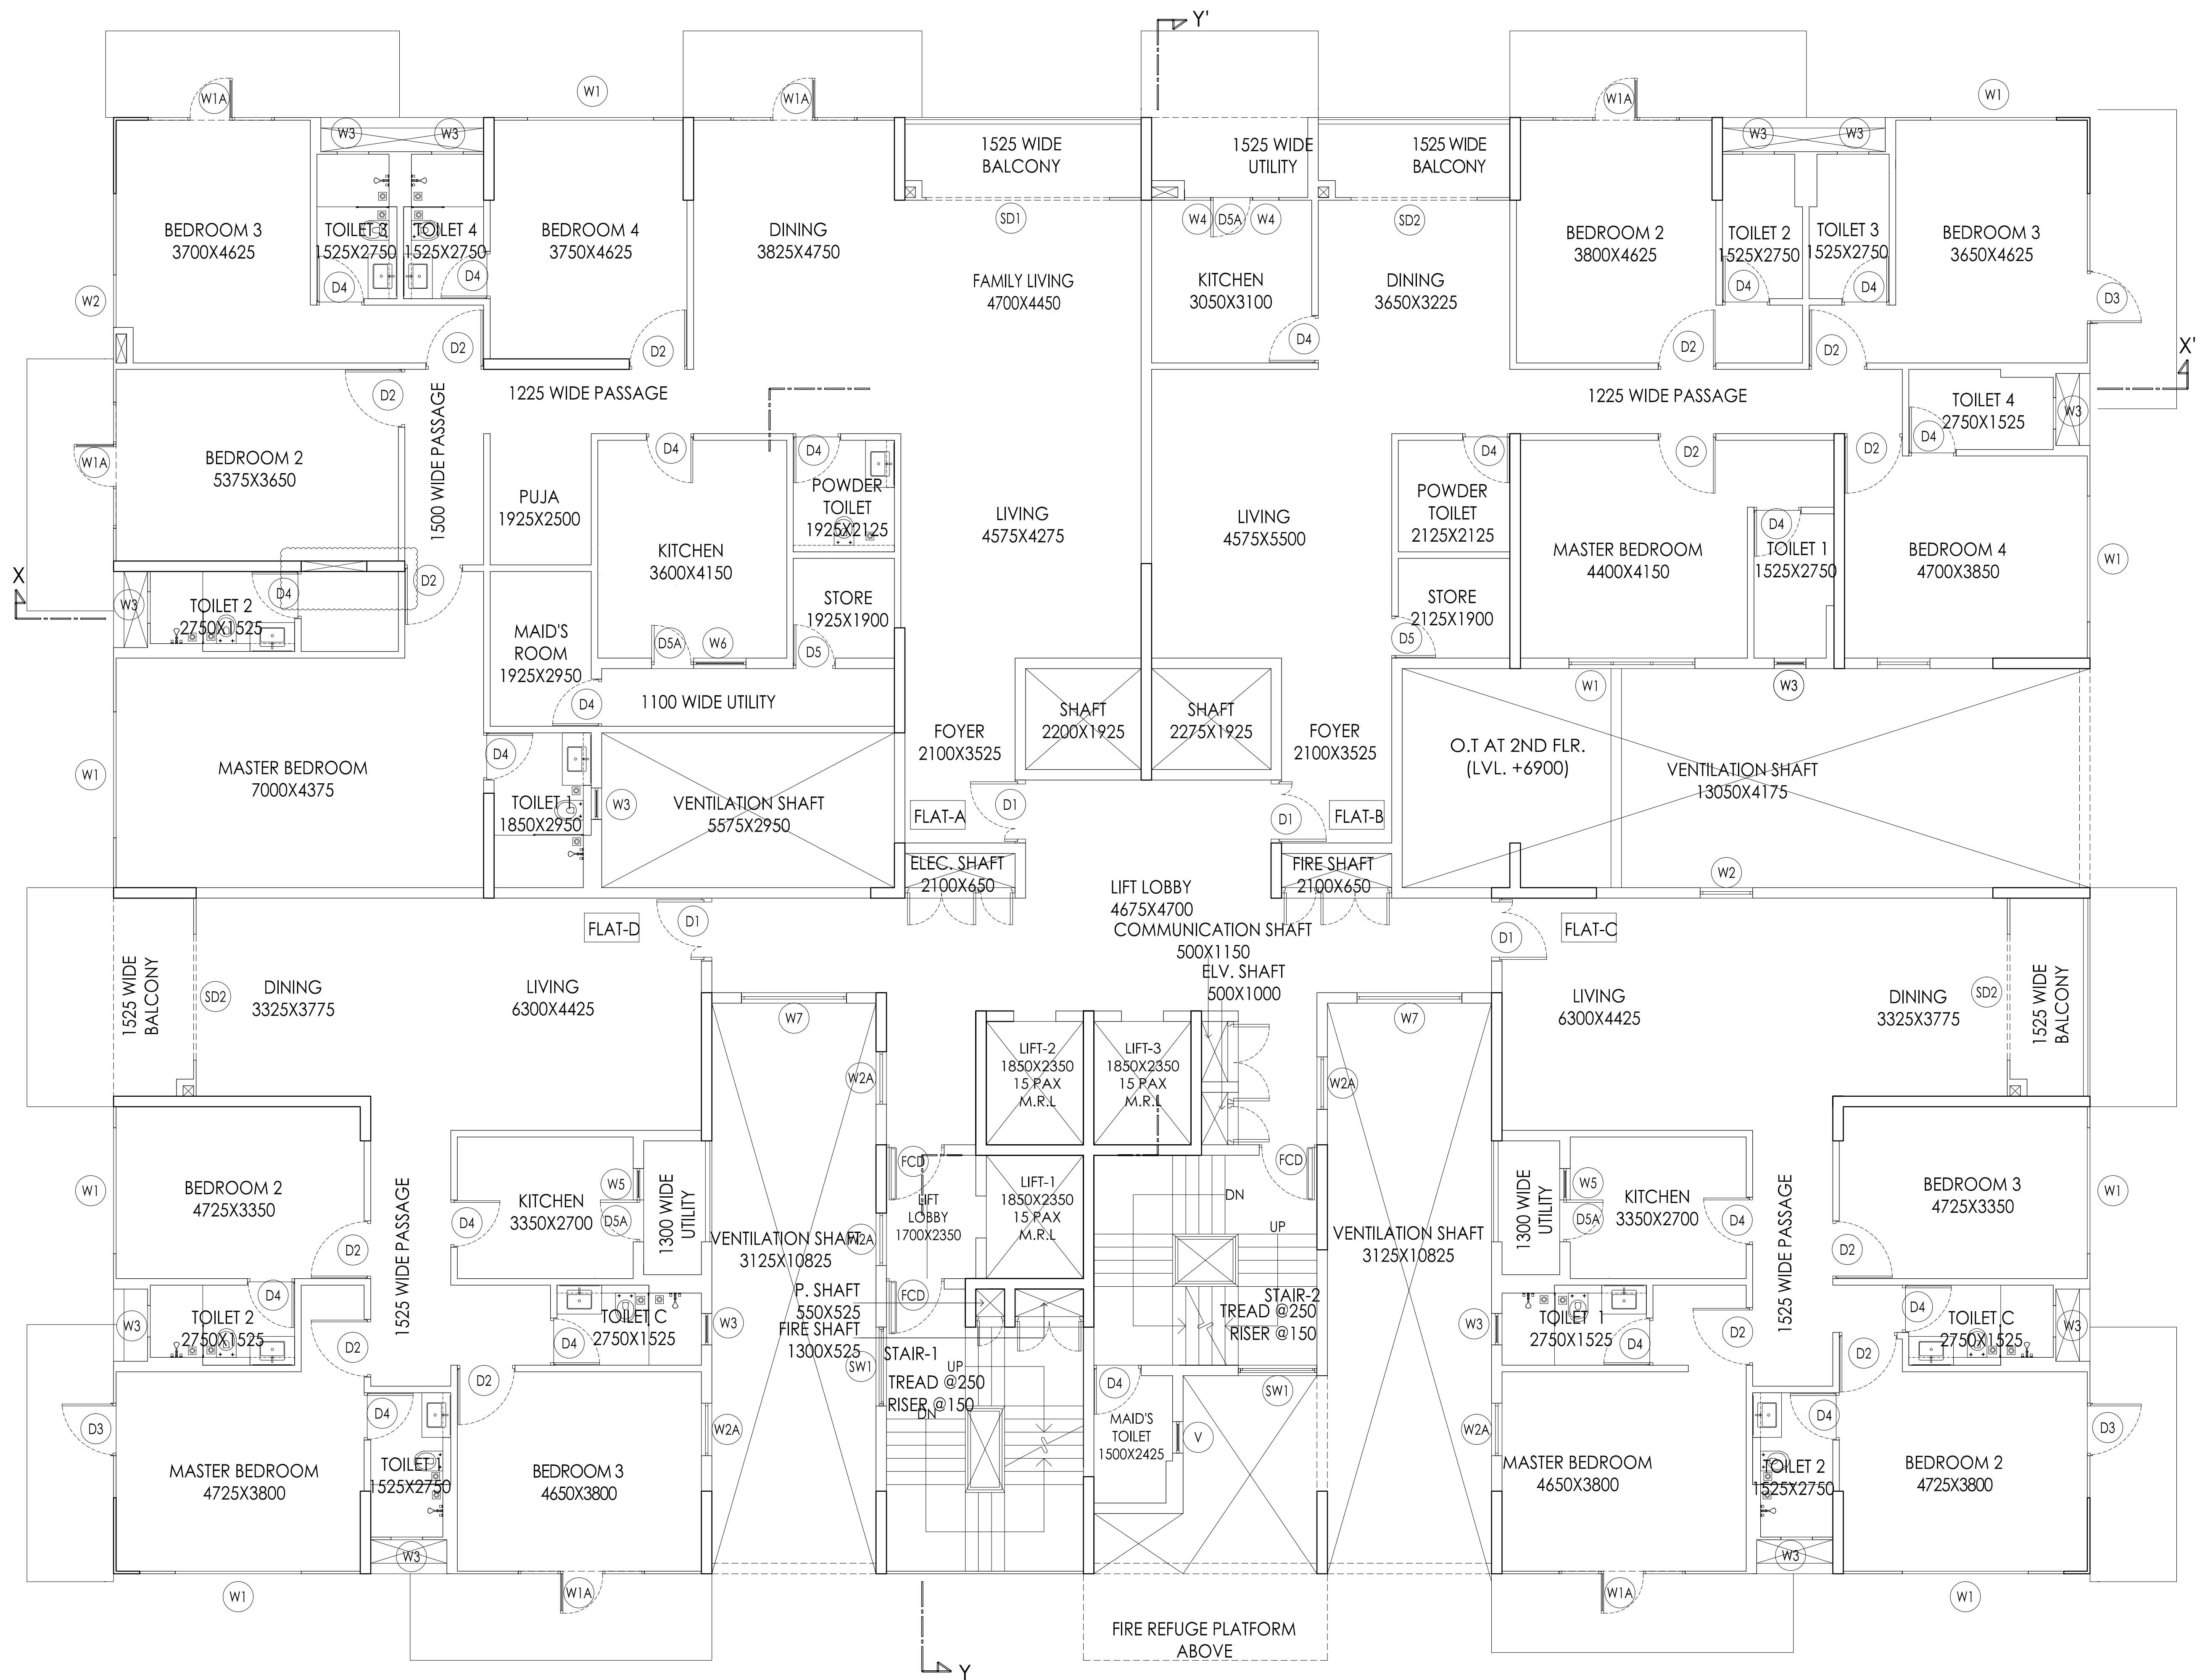 Y'
W1
W1
W1A
W1A
W1A
W3
W3
W3
W3
1525 WIDE
BALCONY
1525 WIDE
UTILITY
1525 WIDE
BALCONY
BEDROOM 3
3700X4625
TOILET 3
1525X2750
TOILET 4
1525X2750
BEDROOM 4
3750X4625
DINING
3825X4750
SD1
W4
D5A
W4
SD2
BEDROOM 2
3800X4625
TOILET 2
1525X2750
TOILET 3
1525X2750
BEDROOM 3
3650X4625
FAMILY LIVING
4700X4450
KITCHEN
3050X3100
DINING
3650X3225
W2
D4
D4
D4
D4
D3
D2
D2
D4
D2
D2
X'
D2
1500 WIDE PASSAGE
1225 WIDE PASSAGE
1225 WIDE PASSAGE
TOILET 4
2750X1525
W3
D4
W1A
BEDROOM 2
5375X3650
D4
D4
D4
D2
D2
PUJA
1925X2500
POWDER
TOILET
1925X2125
LIVING
4575X4275
LIVING
4575X5500
POWDER
TOILET
2125X2125
D4
KITCHEN
3600X4150
MASTER BEDROOM
4400X4150
TOILET 1
1525X2750
BEDROOM 4
4700X3850
W1
X
D2
D4
W3
TOILET 2
2750X1525
STORE
1925X1900
STORE
2125X1900
MAID'S
ROOM
1925X2950
D5A
W6
D5
D5
D4
1100 WIDE UTILITY
W1
W3
SHAFT
2200X1925
SHAFT
2275X1925
FOYER
2100X3525
FOYER
2100X3525
O.T AT 2ND FLR.
(LVL. +6900)
VENTILATION SHAFT
13050X4175
W1
MASTER BEDROOM
7000X4375
D4
TOILET 1
1850X2950
W3
VENTILATION SHAFT
5575X2950
FLAT-A
D1
D1
FLAT-B
ELEC. SHAFT
2100X650
FIRE SHAFT
2100X650
W2
LIFT LOBBY
4675X4700
FLAT-D
D1
COMMUNICATION SHAFT
500X1150
D1
FLAT-C
ELV. SHAFT
500X1000
1525 WIDE
BALCONY
SD2
DINING
3325X3775
LIVING
6300X4425
W7
W7
LIVING
6300X4425
DINING
3325X3775
SD2
1525 WIDE
BALCONY
LIFT-2
1850X2350
15 PAX
M.R.L
LIFT-3
1850X2350
15 PAX
M.R.L
W2A
W2A
W1
BEDROOM 2
4725X3350
1525 WIDE PASSAGE
KITCHEN
3350X2700
W5
D5A
D4
1300 WIDE
UTILITY
D2
FCD
LIFT
LOBBY
1700X2350
LIFT-1
1850X2350
15 PAX
M.R.L
DN
UP
FCD
VENTILATION SHAFT
3125X10825
W2A
VENTILATION SHAFT
3125X10825
1300 WIDE
UTILITY
W5
D5A
KITCHEN
3350X2700
D4
1525 WIDE PASSAGE
BEDROOM 3
4725X3350
D2
W1
P. SHAFT
550X525
FCD
FIRE SHAFT
1300X525
STAIR-2
TREAD @250
RISER @150
D4
W3
TOILET 2
2750X1525
D2
TOILET C
2750X1525
D4
W3
W3
TOILET 1
2750X1525
D4
D2
D4
TOILET C
2750X1525
W3
D2
SW1
STAIR-1
UP
TREAD @250
RISER @150
DN
D2
D4
SW1
MAID'S
TOILET
1500X2425
V
D3
D4
W2A
W2A
D4
D3
MASTER BEDROOM
4725X3800
TOILET 1
1525X2750
BEDROOM 3
4650X3800
MASTER BEDROOM
4650X3800
TOILET 2
1525X2750
BEDROOM 2
4725X3800
W3
W3
W1
W1A
W1A
W1
FIRE REFUGE PLATFORM
ABOVE
Y